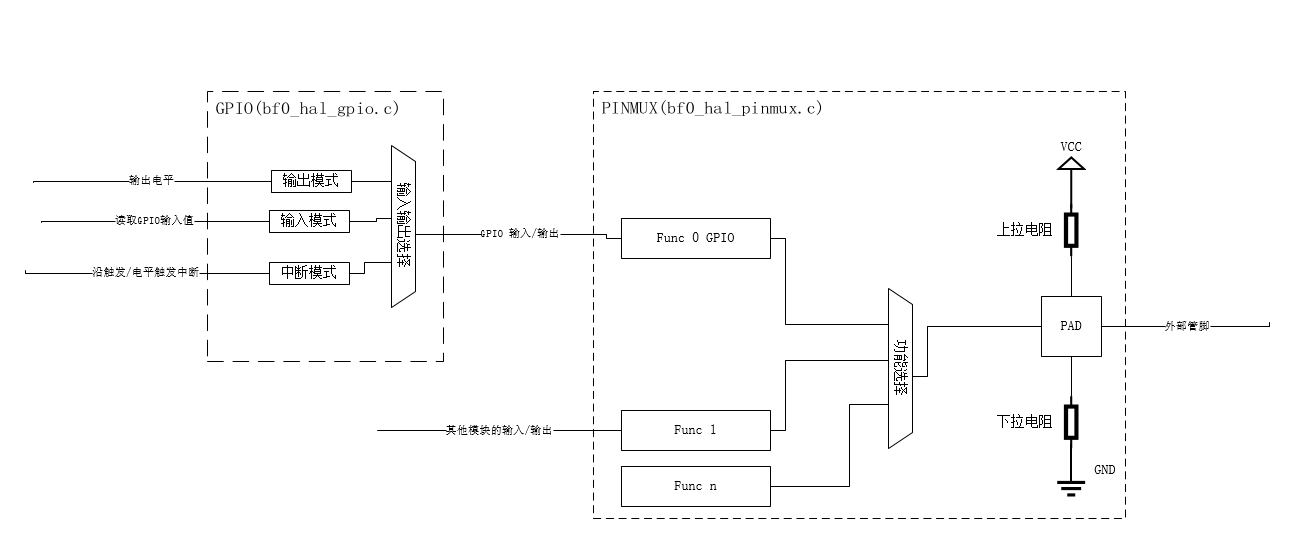 GPIO(bf0_hal_gpio.c)
输出电平
输出模式
读取GPIO输入值
输入模式
沿触发/电平触发中断
中断模式
输入输出选择
GPIO 输入/输出
PINMUX(bf0_hal_pinmux.c)
Func 0 GPIO
其他模块的输入/输出
Func 1
Func n
功能选择
VCC
上拉电阻
PAD
外部管脚
下拉电阻
GND